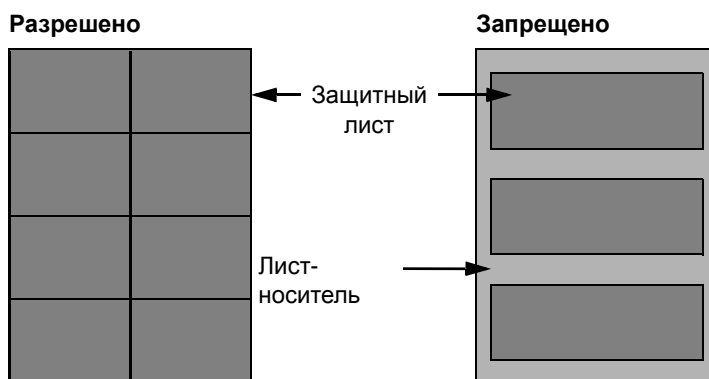 Разрешено
Запрещено
Защитный
лист
Лист-
носитель